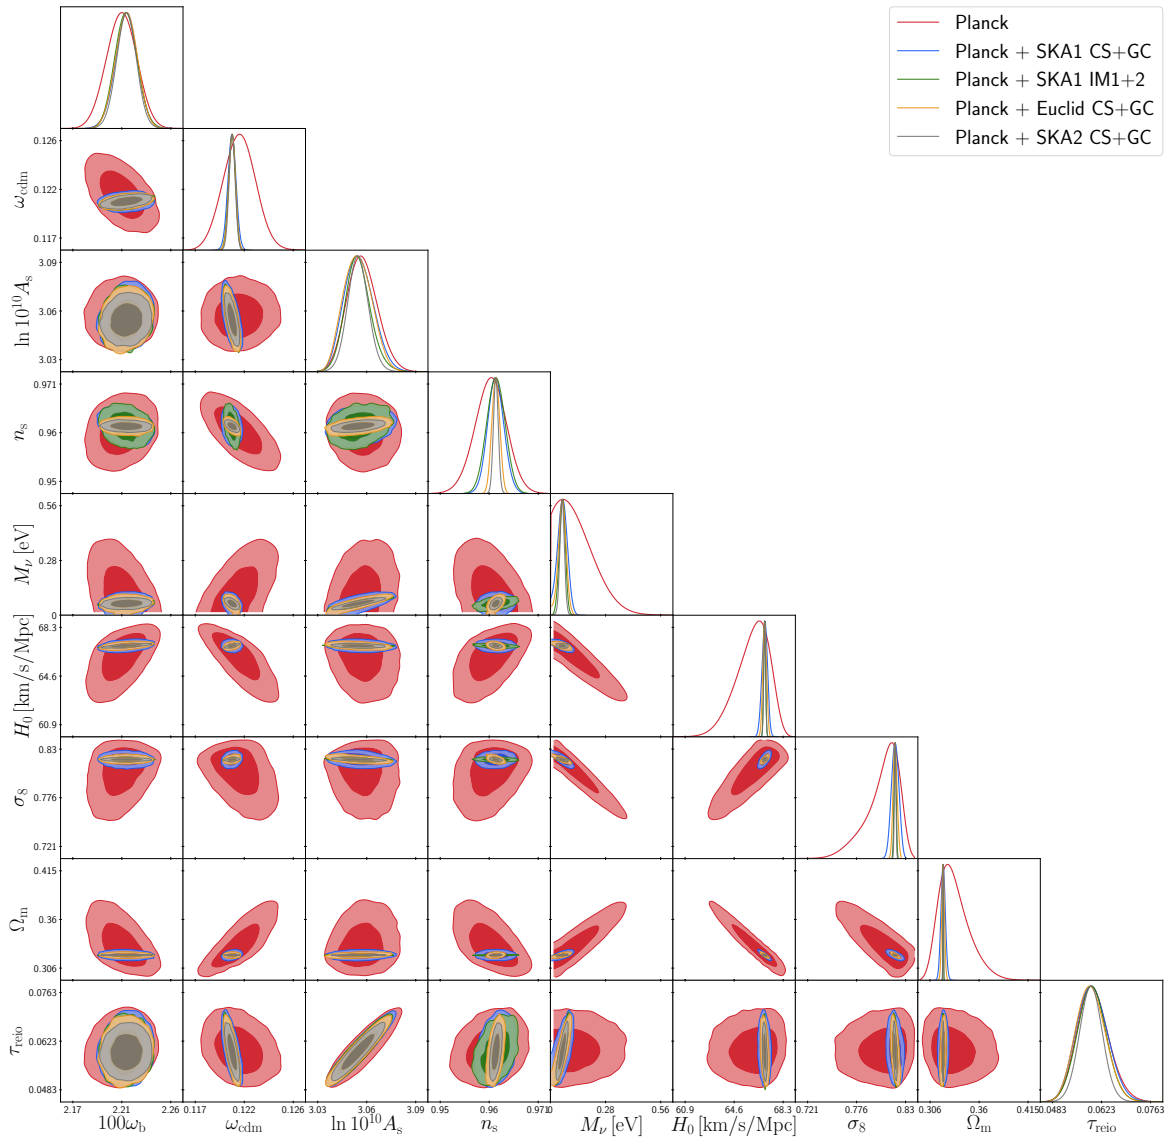 Planck
Planck + SKA1 CS+GC
Planck + SKA1 IM1+2
Planck + Euclid CS+GC
Planck + SKA2 CS+GC
0.126
0.122
0.117
ω_cdm
3.09
3.06
3.03
ln 10^10 A_s
0.971
0.96
0.95
n_s
0.56
0.28
0
M_ν [eV]
68.3
64.6
60.9
H_0 [km/s/Mpc]
0.83
0.776
0.721
σ_8
0.415
0.36
0.306
Ω_m
0.0763
0.0623
0.0483
τ_reio
2.17 2.21 2.26 0.117 0.122 0.126 3.03 3.06 3.09 0.95 0.96 0.971 0 0.28 0.56 60.9 64.6 68.3 0.721 0.776 0.83 0.306 0.36 0.415 0.0483 0.0623 0.0763
100ω_b ω_cdm ln 10^10 A_s n_s M_ν [eV] H_0 [km/s/Mpc] σ_8 Ω_m τ_reio